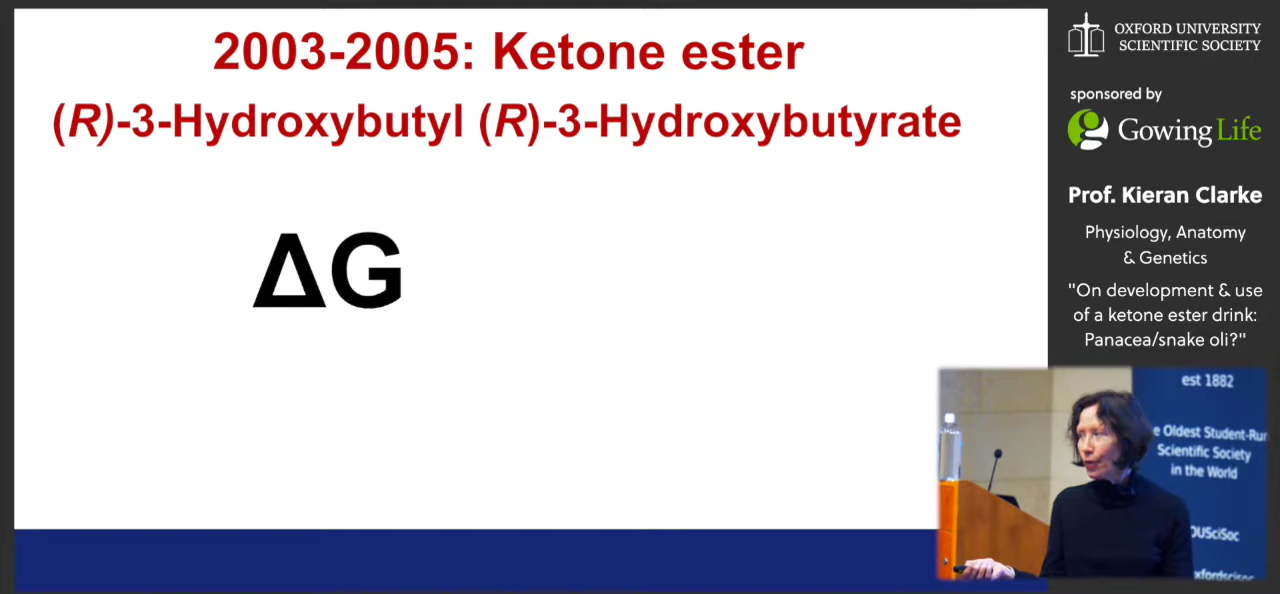 2003-2005: Ketone ester
(R)-3-Hydroxybutyl (R)-3-Hydroxybutyrate
ΔG
OXFORD UNIVERSITY
SCIENTIFIC SOCIETY
sponsored by
Gowing Life
Prof. Kieran Clarke
Physiology, Anatomy
& Genetics
"On development & use
of a ketone ester drink:
Panacea/snake oli?"
est 1882
e Oldest Student-Run
Scientific Society
in the World
OUSciSoc
xfordscisoc